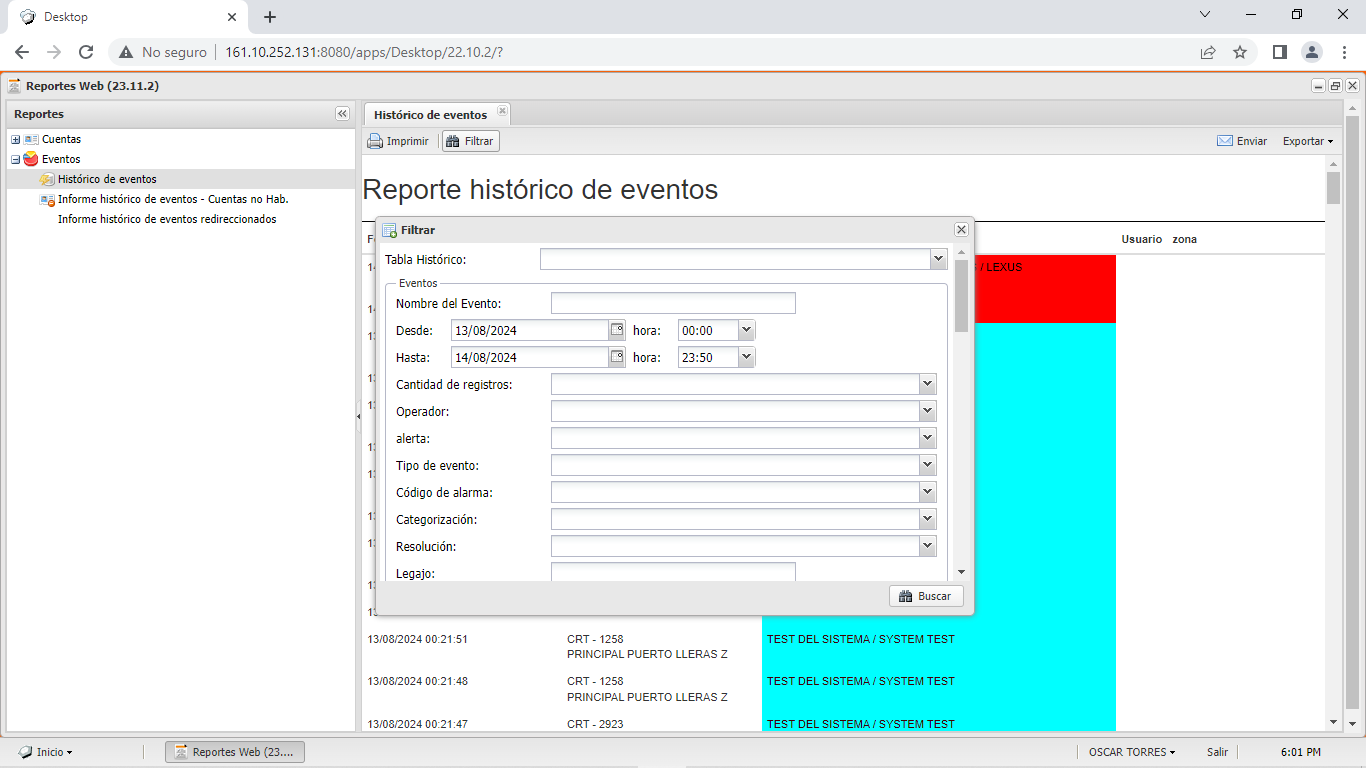 Desktop
No seguro
161.10.252.131:8080/apps/Desktop/22.10.2/?
Reportes Web (23.11.2)
Reportes
Cuentas
Eventos
Histórico de eventos
Informe histórico de eventos - Cuentas no Hab.
Informe histórico de eventos redireccionados
Histórico de eventos
Imprimir
Filtrar
Enviar
Exportar
Reporte histórico de eventos
Usuario zona
/ LEXUS
Filtrar
Tabla Histórico:
Eventos
Nombre del Evento:
Desde: 13/08/2024 hora: 00:00
Hasta: 14/08/2024 hora: 23:50
Cantidad de registros:
Operador:
alerta:
Tipo de evento:
Código de alarma:
Categorización:
Resolución:
Legajo:
Buscar
13/08/2024 00:21:51 CRT - 1258 TEST DEL SISTEMA / SYSTEM TEST
PRINCIPAL PUERTO LLERAS Z
13/08/2024 00:21:48 CRT - 1258 TEST DEL SISTEMA / SYSTEM TEST
PRINCIPAL PUERTO LLERAS Z
13/08/2024 00:21:47 CRT - 2923 TEST DEL SISTEMA / SYSTEM TEST
Inicio
Reportes Web (23....
OSCAR TORRES
Salir
6:01 PM